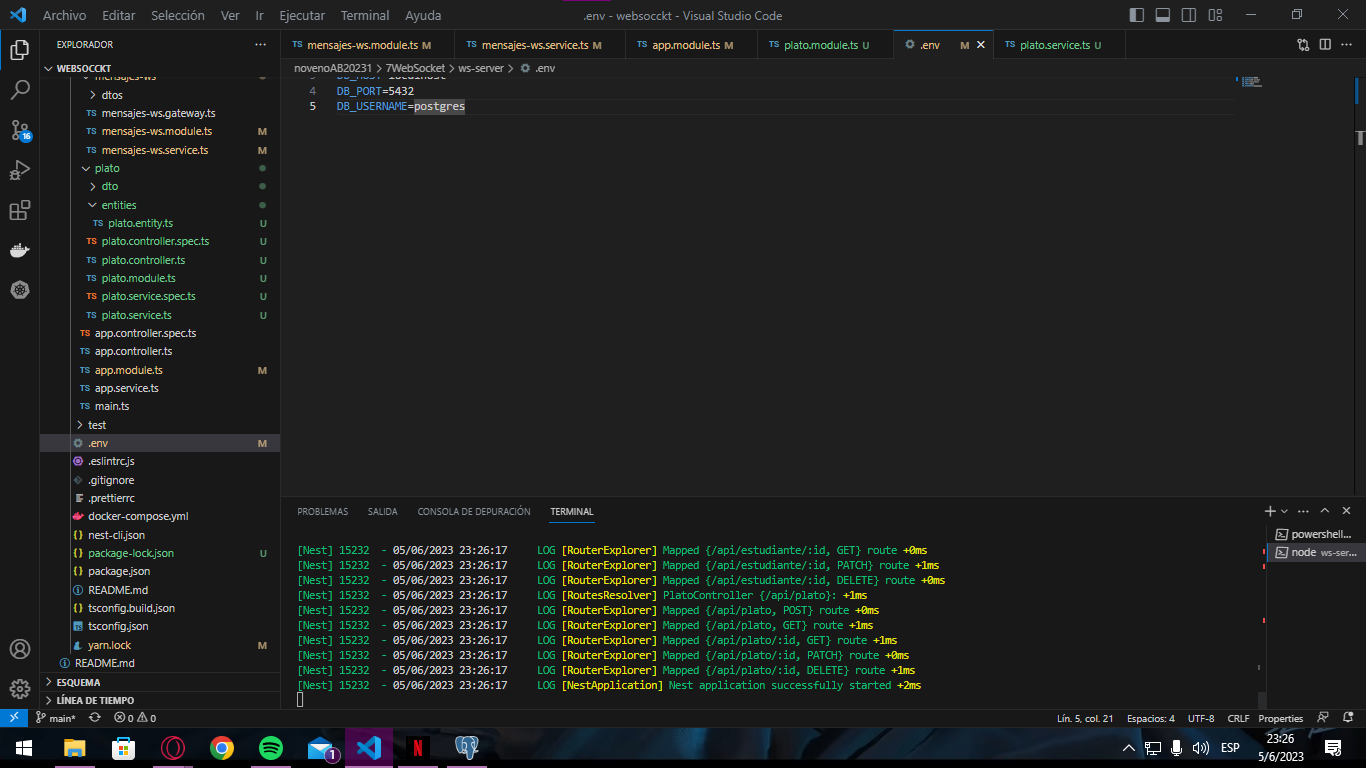 Archivo Editar Selección Ver Ir Ejecutar Terminal Ayuda
.env - websocckt - Visual Studio Code
EXPLORADOR
mensajes-ws.module.ts M
mensajes-ws.service.ts M
app.module.ts M
plato.module.ts U
.env M
plato.service.ts U
WEBSOCCKT
novenoAB20231 > 7WebSocket > ws-server > .env
mensajes-ws
dtos
mensajes-ws.gateway.ts
mensajes-ws.module.ts M
mensajes-ws.service.ts M
plato
dto
entities
plato.entity.ts U
plato.controller.spec.ts U
plato.controller.ts U
plato.module.ts U
plato.service.spec.ts U
plato.service.ts U
app.controller.spec.ts
app.controller.ts
app.module.ts M
app.service.ts
main.ts
test
.env M
.eslintrc.js
.gitignore
.prettierrc
docker-compose.yml
nest-cli.json
package-lock.json U
package.json
README.md
tsconfig.build.json
tsconfig.json
yarn.lock M
README.md
ESQUEMA
LÍNEA DE TIEMPO
16
3 DB_HOST=localhost
4 DB_PORT=5432
5 DB_USERNAME=postgres
PROBLEMAS SALIDA CONSOLA DE DEPURACIÓN TERMINAL
powershell...
node ws-ser...
[Nest] 15232 - 05/06/2023 23:26:17 LOG [RouterExplorer] Mapped {/api/estudiante/:id, GET} route +0ms
[Nest] 15232 - 05/06/2023 23:26:17 LOG [RouterExplorer] Mapped {/api/estudiante/:id, PATCH} route +1ms
[Nest] 15232 - 05/06/2023 23:26:17 LOG [RouterExplorer] Mapped {/api/estudiante/:id, DELETE} route +0ms
[Nest] 15232 - 05/06/2023 23:26:17 LOG [RoutesResolver] PlatoController {/api/plato}: +1ms
[Nest] 15232 - 05/06/2023 23:26:17 LOG [RouterExplorer] Mapped {/api/plato, POST} route +0ms
[Nest] 15232 - 05/06/2023 23:26:17 LOG [RouterExplorer] Mapped {/api/plato, GET} route +1ms
[Nest] 15232 - 05/06/2023 23:26:17 LOG [RouterExplorer] Mapped {/api/plato/:id, GET} route +1ms
[Nest] 15232 - 05/06/2023 23:26:17 LOG [RouterExplorer] Mapped {/api/plato/:id, PATCH} route +0ms
[Nest] 15232 - 05/06/2023 23:26:17 LOG [RouterExplorer] Mapped {/api/plato/:id, DELETE} route +1ms
[Nest] 15232 - 05/06/2023 23:26:17 LOG [NestApplication] Nest application successfully started +2ms
main* 0 0
Lín. 5, col. 21 Espacios: 4 UTF-8 CRLF Properties
1
ESP
23:26
5/6/2023